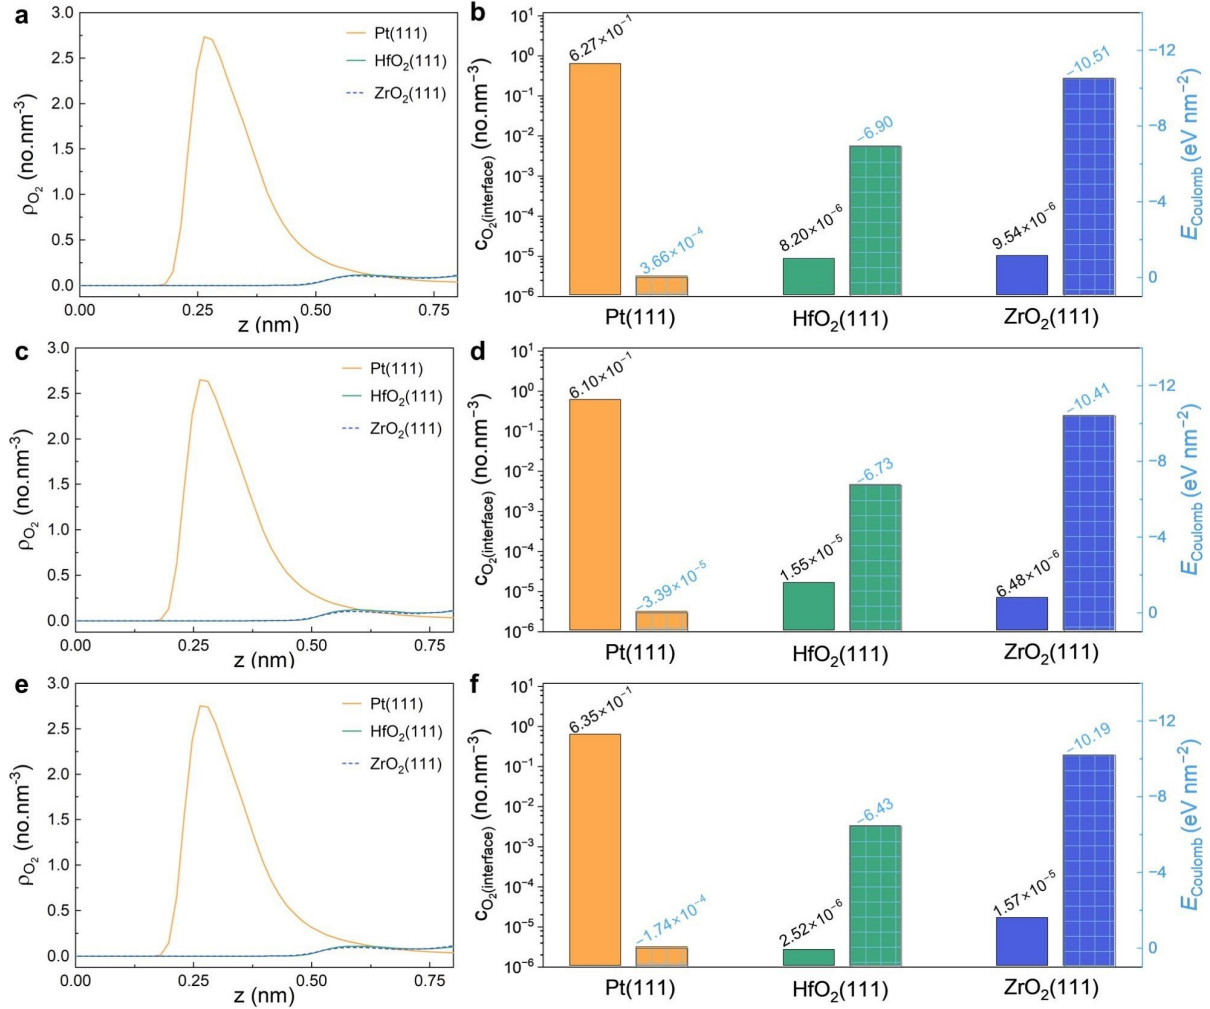 a
3.0
2.5
2.0
1.5
1.0
0.5
0.0
ρO₂ (no.nm⁻³)
0.00 0.25 0.50 0.75
z (nm)
Pt(111)
HfO₂(111)
ZrO₂(111)
b
10¹
10⁰
10⁻¹
10⁻²
10⁻³
10⁻⁴
10⁻⁵
10⁻⁶
cO₂(interface) (no.nm⁻³)
6.27×10⁻¹
3.66×10⁻⁴
8.20×10⁻⁶
−6.90
9.54×10⁻⁶
−10.51
Pt(111) HfO₂(111) ZrO₂(111)
−12
−8
−4
0
ECoulomb (eV nm⁻²)
c
3.0
2.5
2.0
1.5
1.0
0.5
0.0
ρO₂ (no.nm⁻³)
0.00 0.25 0.50 0.75
z (nm)
Pt(111)
HfO₂(111)
ZrO₂(111)
d
10¹
10⁰
10⁻¹
10⁻²
10⁻³
10⁻⁴
10⁻⁵
10⁻⁶
cO₂(interface) (no.nm⁻³)
6.10×10⁻¹
−3.39×10⁻⁵
1.55×10⁻⁵
−6.73
6.48×10⁻⁶
−10.41
Pt(111) HfO₂(111) ZrO₂(111)
−12
−8
−4
0
ECoulomb (eV nm⁻²)
e
3.0
2.5
2.0
1.5
1.0
0.5
0.0
ρO₂ (no.nm⁻³)
0.00 0.25 0.50 0.75
z (nm)
Pt(111)
HfO₂(111)
ZrO₂(111)
f
10¹
10⁰
10⁻¹
10⁻²
10⁻³
10⁻⁴
10⁻⁵
10⁻⁶
cO₂(interface) (no.nm⁻³)
6.35×10⁻¹
−1.74×10⁻⁴
2.52×10⁻⁶
−6.43
1.57×10⁻⁵
−10.19
Pt(111) HfO₂(111) ZrO₂(111)
−12
−8
−4
0
ECoulomb (eV nm⁻²)